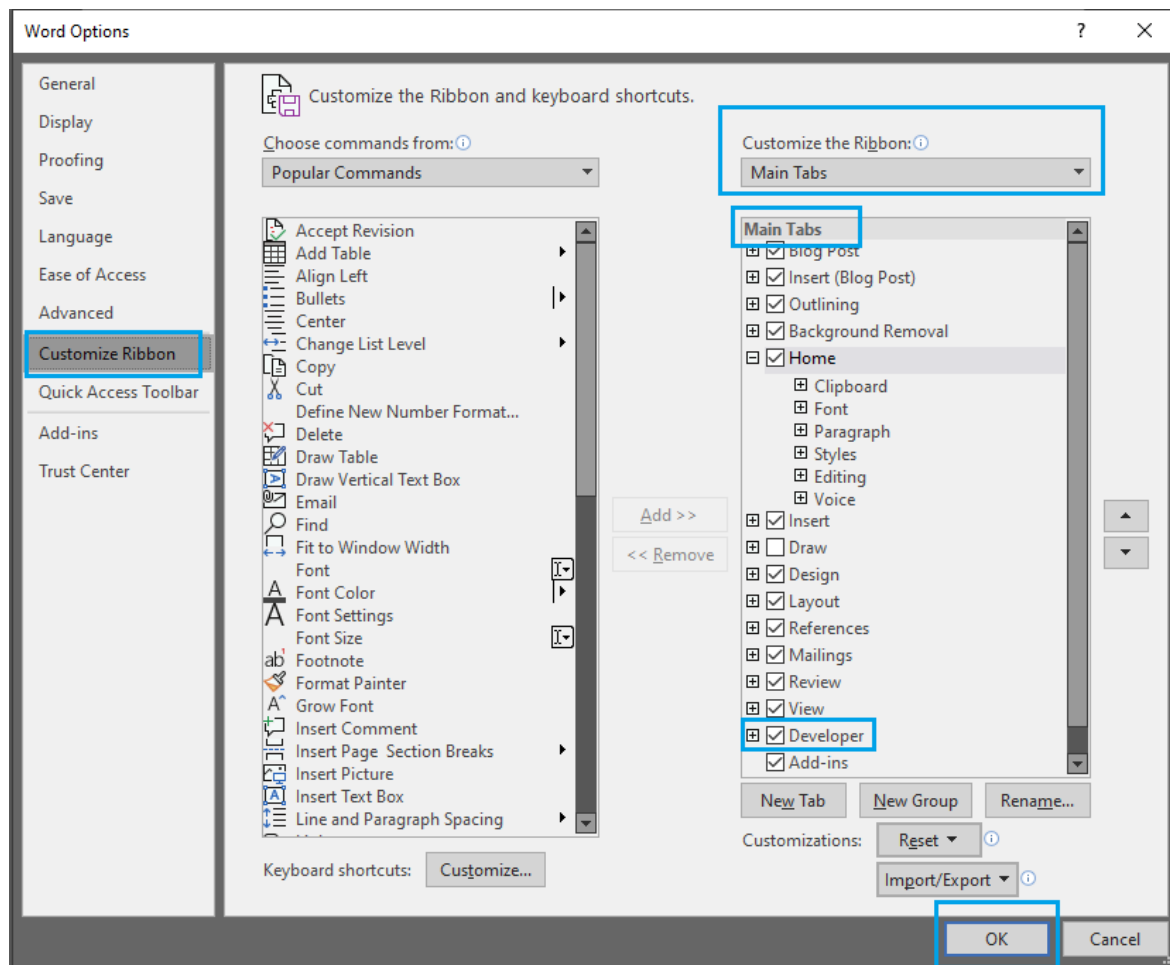 Word Options
?
General
Display
Proofing
Save
Language
Ease of Access
Advanced
Customize Ribbon
Quick Access Toolbar
Add-ins
Trust Center
Customize the Ribbon and keyboard shortcuts.
Choose commands from:
Popular Commands
Accept Revision
Add Table
Align Left
Bullets
Center
Change List Level
Copy
Cut
Define New Number Format...
Delete
Draw Table
Draw Vertical Text Box
Email
Find
Fit to Window Width
Font
Font Color
Font Settings
Font Size
Footnote
Format Painter
Grow Font
Insert Comment
Insert Page Section Breaks
Insert Picture
Insert Text Box
Line and Paragraph Spacing
Keyboard shortcuts: Customize...
Add >>
<< Remove
Customize the Ribbon:
Main Tabs
Main Tabs
Blog Post
Insert (Blog Post)
Outlining
Background Removal
Home
Clipboard
Font
Paragraph
Styles
Editing
Voice
Insert
Draw
Design
Layout
References
Mailings
Review
View
Developer
Add-ins
New Tab New Group Rename...
Customizations: Reset
Import/Export
OK Cancel